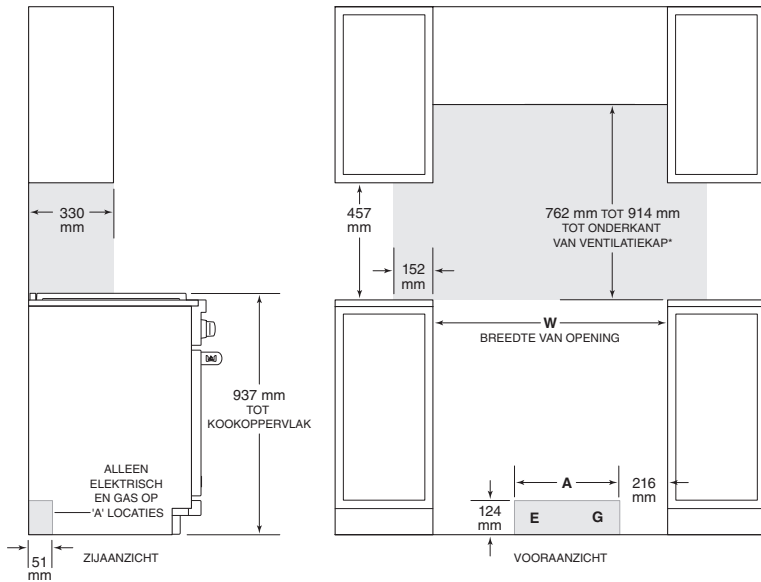 330
mm
937 mm
TOT
KOOKOPPERVLAK
ALLEEN
ELEKTRISCH
EN GAS OP
'A' LOCATIES
51
mm
ZIJAANZICHT
457
mm
152
mm
762 mm TOT 914 mm
TOT ONDERKANT
VAN VENTILATIEKAP*
W
BREEDTE VAN OPENING
A
216
mm
124
mm
E G
VOORAANZICHT